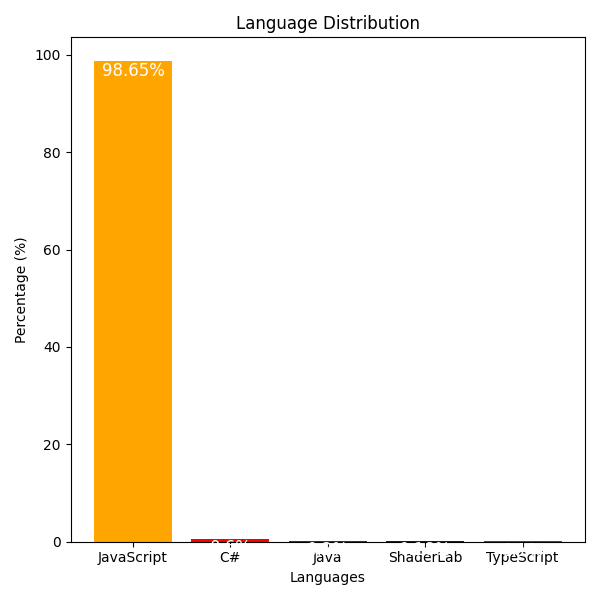 Language Distribution
100
98.65%
80
60
Percentage (%)
40
20
0
JavaScript
C#
Java
ShaderLab
TypeScript
Languages